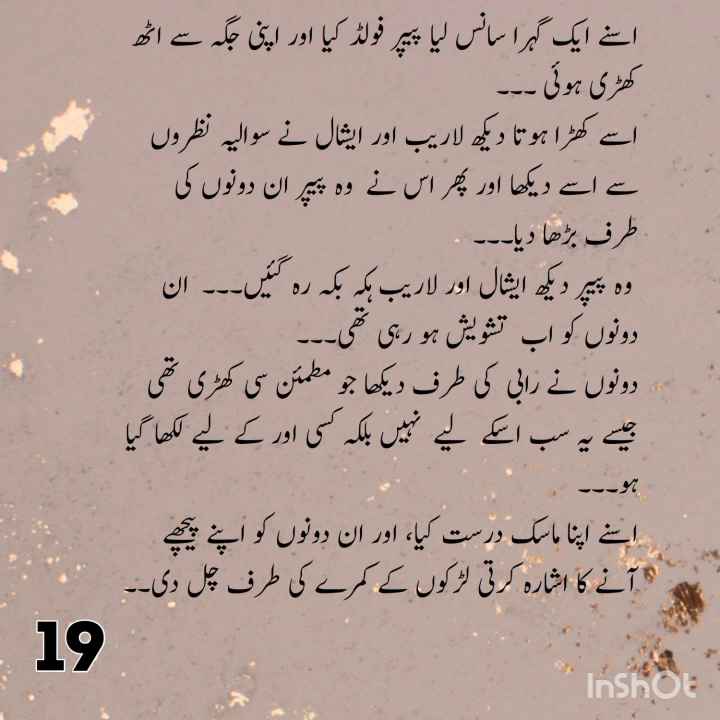 اسنے ایک گہرا سانس لیا پیپر فولڈ کیا اور اپنی جگہ سے اٹھ
کھڑی ہوئی ---
اسے کھڑا ہوتا دیکھ لاریب اور ایشال نے سوالیہ نظروں
سے اسے دیکھا اور پھر اس نے وہ پیپر ان دونوں کی
طرف بڑھا دیا---
وہ پیپر دیکھ ایشال اور لاریب ہکہ بکہ رہ گئیں--- ان
دونوں کو اب تشویش ہو رہی تھی---
دونوں نے رابی کی طرف دیکھا جو مطمئن سی کھڑی تھی
جیسے یہ سب اسکے لیے نہیں بلکہ کسی اور کے لیے لکھا گیا
ہو---
اسنے اپنا ماسک درست کیا، اور ان دونوں کو اپنے پیچھے
آنے کا اشارہ کرتی لڑکوں کے کمرے کی طرف چل دی--
19
InShOt